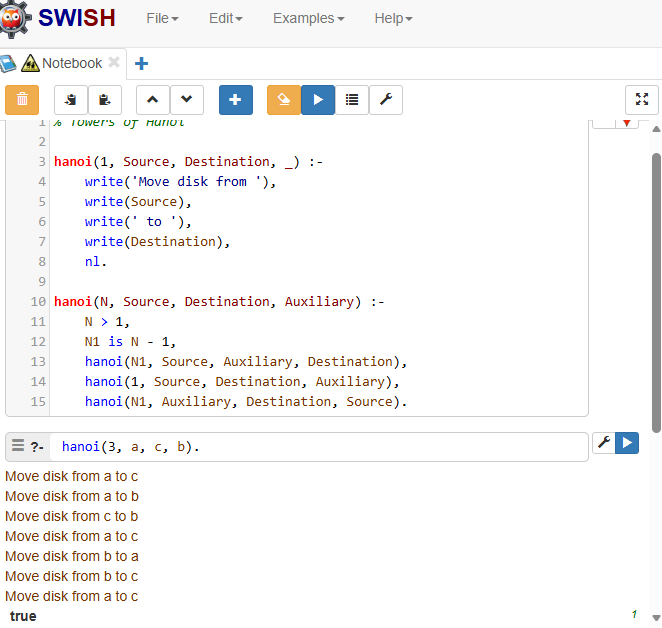 SWISH File Edit Examples Help
Notebook
1 % Towers of Hanoi
2
3 hanoi(1, Source, Destination, _) :-
4     write('Move disk from '),
5     write(Source),
6     write(' to '),
7     write(Destination),
8     nl.
9
10 hanoi(N, Source, Destination, Auxiliary) :-
11     N > 1,
12     N1 is N - 1,
13     hanoi(N1, Source, Auxiliary, Destination),
14     hanoi(1, Source, Destination, Auxiliary),
15     hanoi(N1, Auxiliary, Destination, Source).
?- hanoi(3, a, c, b).
Move disk from a to c
Move disk from a to b
Move disk from c to b
Move disk from a to c
Move disk from b to a
Move disk from b to c
Move disk from a to c
true 1